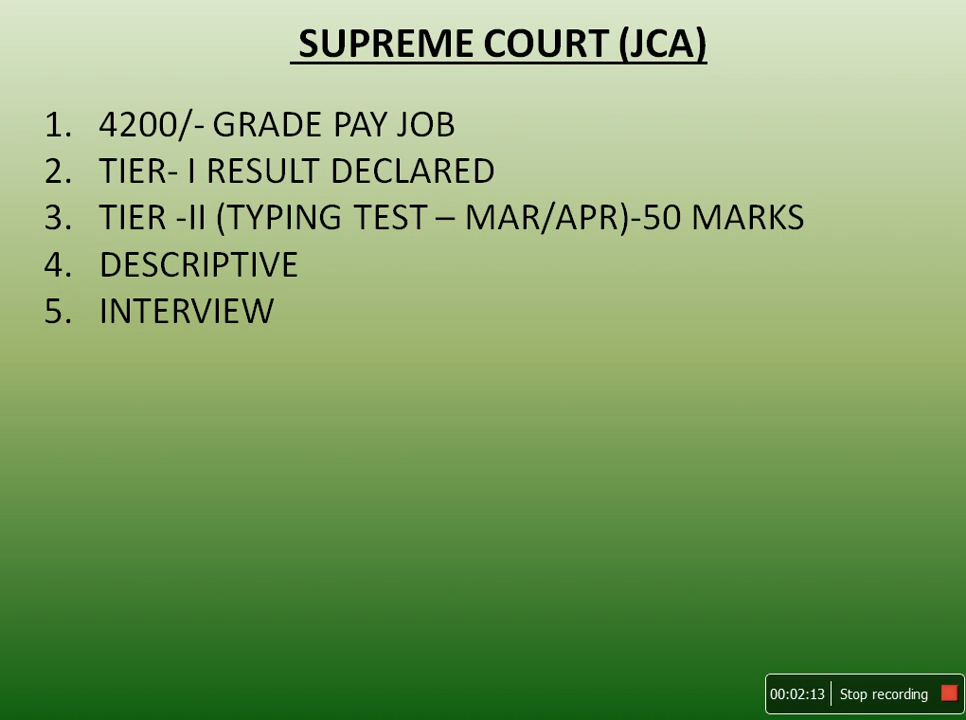 SUPREME COURT (JCA)
1. 4200/- GRADE PAY JOB
2. TIER- I RESULT DECLARED
3. TIER -II (TYPING TEST – MAR/APR)-50 MARKS
4. DESCRIPTIVE
5. INTERVIEW
00:02:13 Stop recording